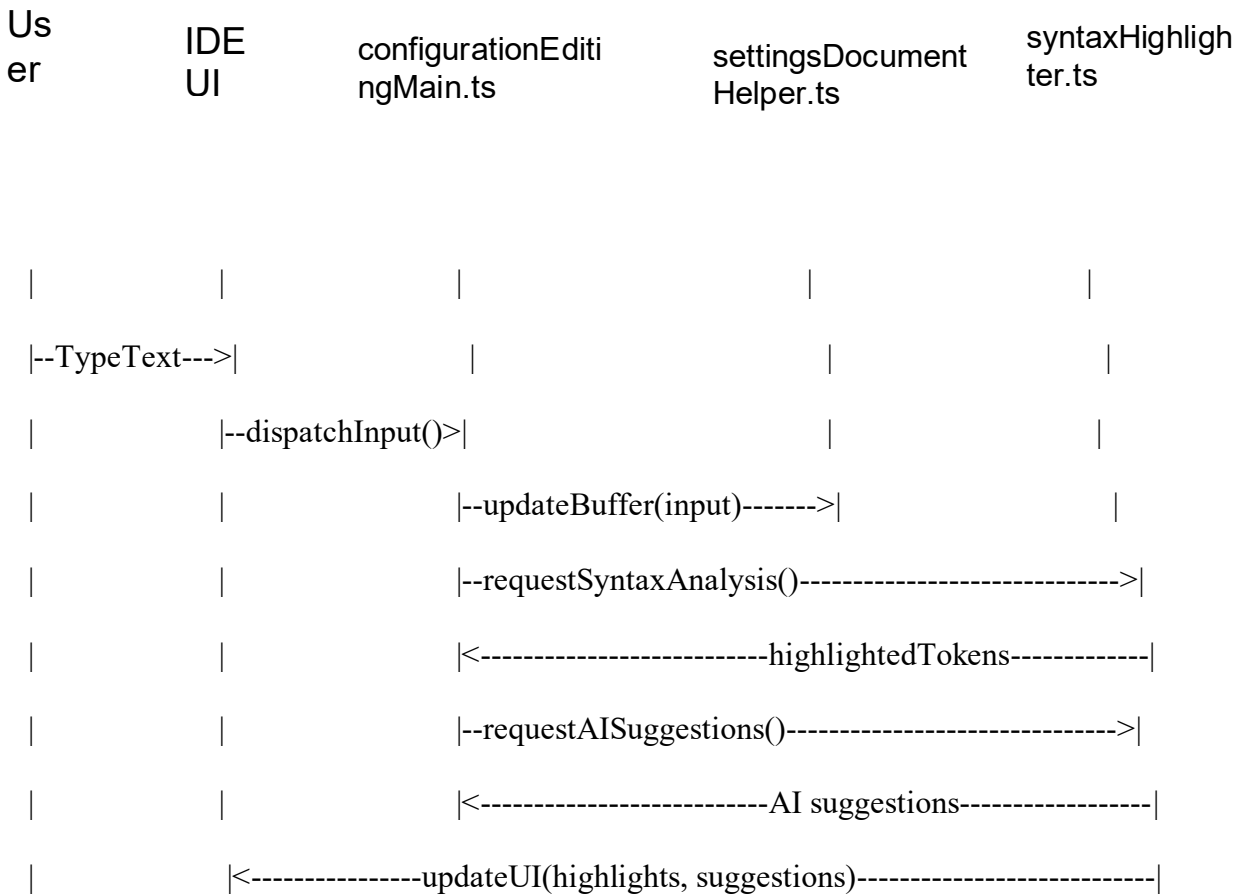 Us
er
IDE
UI
configurationEditi
ngMain.ts
settingsDocument
Helper.ts
syntaxHighligh
ter.ts
| | | | |
|--TypeText--->| | | |
| |--dispatchInput()>| | |
| | |--updateBuffer(input)------->| |
| | |--requestSyntaxAnalysis()------------------------------>|
| | |<---------------------------highlightedTokens-------------|
| | |--requestAISuggestions()------------------------------->|
| | |<---------------------------AI suggestions------------------|
| |<----------------updateUI(highlights, suggestions)----------------------------|